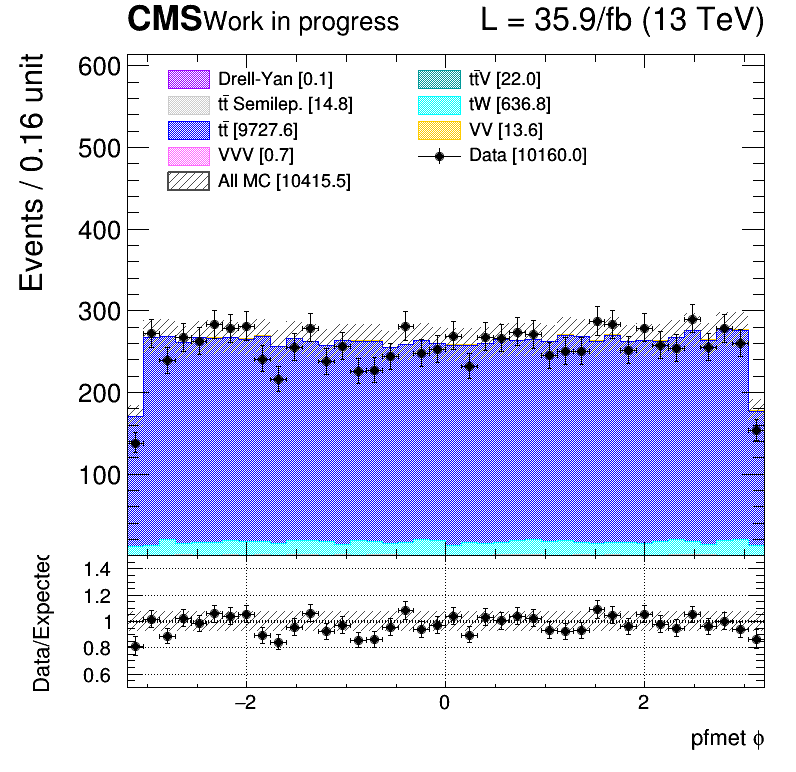 CMS Work in progress L = 35.9/fb (13 TeV)
Events / 0.16 unit
600
500
400
300
200
100
Drell-Yan [0.1]
tt̄ Semilep. [14.8]
tt̄ [9727.6]
VVV [0.7]
All MC [10415.5]
tt̄V [22.0]
tW [636.8]
VV [13.6]
Data [10160.0]
Data/Expected
1.4
1.2
1
0.8
0.6
−2 0 2
pfmet ϕ